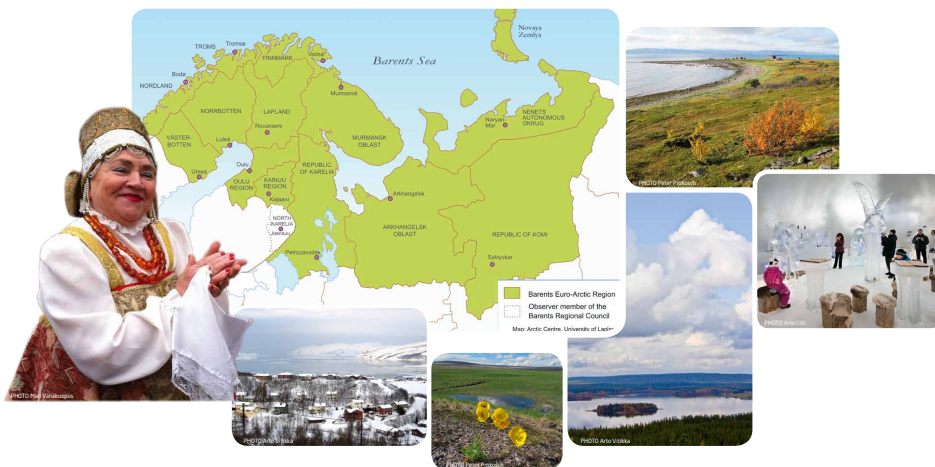 Novaya
Zemlya
Barents Sea
TROMS
Tromsø
FINNMARK
Vadsø
Bodø
NORDLAND
Murmansk
NORRBOTTEN
LAPLAND
Rovaniemi
MURMANSK
OBLAST
Naryan-
Mar
NENETS
AUTONOMOUS
OKRUG
VÄSTER-
BOTTEN
Luleå
Umeå
Oulu
OULU
REGION
KAINUU
REGION
Kajaani
REPUBLIC
OF KARELIA
Arkhangelsk
NORTH
KARELIA
Joensuu
Petrozavodsk
ARKHANGELSK
OBLAST
REPUBLIC OF KOMI
Syktyvkar
Barents Euro-Arctic Region
Observer member of the
Barents Regional Council
Map: Arctic Centre, University of
PHOTO Peter Prokosch
PHOTO Arto
PHOTO
PHOTO Arto Vitikka
PHOTO Peter Prokosch
PHOTO Arto Vitikka